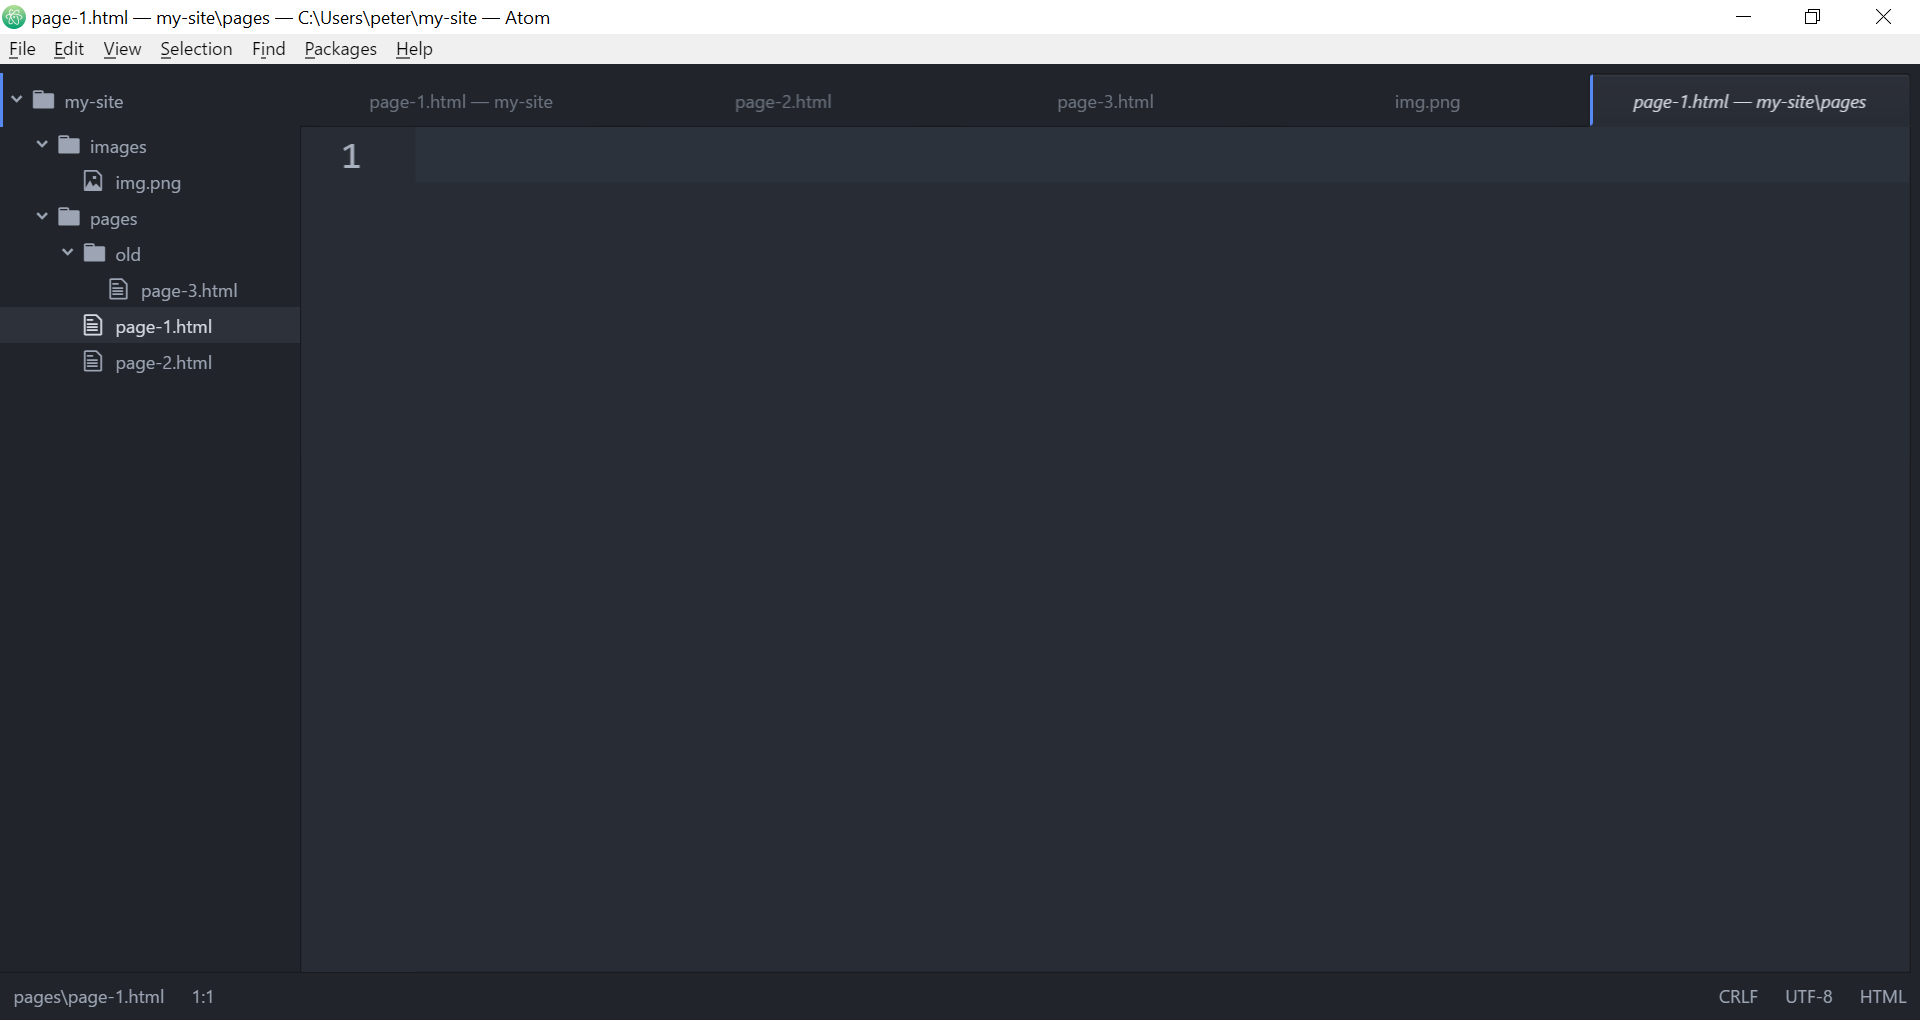 page-1.html — my-site\pages — C:\Users\peter\my-site — Atom
File Edit View Selection Find Packages Help
my-site
images
img.png
pages
old
page-3.html
page-1.html
page-2.html
page-1.html — my-site page-2.html page-3.html img.png page-1.html — my-site\pages
1
pages\page-1.html 1:1 CRLF UTF-8 HTML